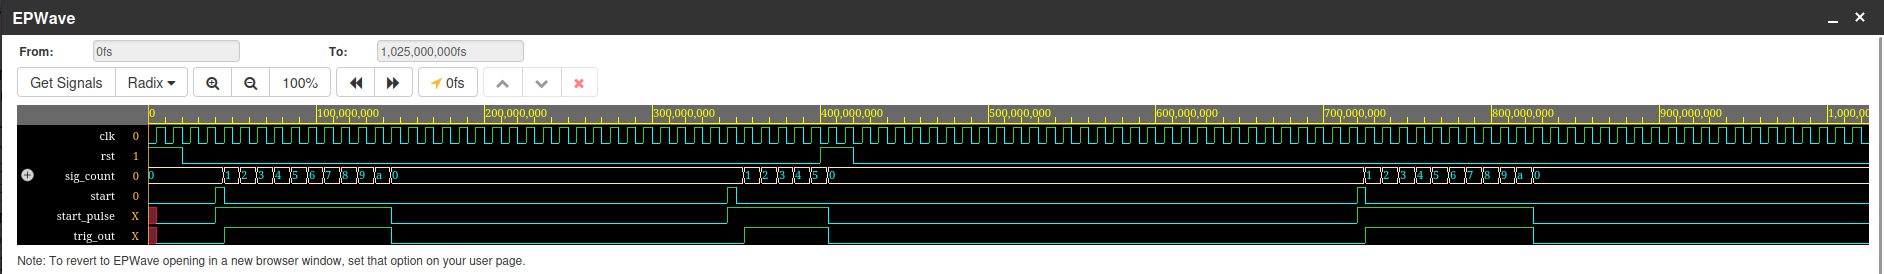 EPWave
From: 0fs To: 1,025,000,000fs
Get Signals Radix 100% 0fs
0 100,000,000 200,000,000 300,000,000 400,000,000 500,000,000 600,000,000 700,000,000 800,000,000 900,000,000 1,000,00
clk 0
rst 1
sig_count 0 0 1 2 3 4 5 6 7 8 9 a 0 1 2 3 4 5 0 1 2 3 4 5 6 7 8 9 a 0
start 0
start_pulse X
trig_out X
Note: To revert to EPWave opening in a new browser window, set that option on your user page.